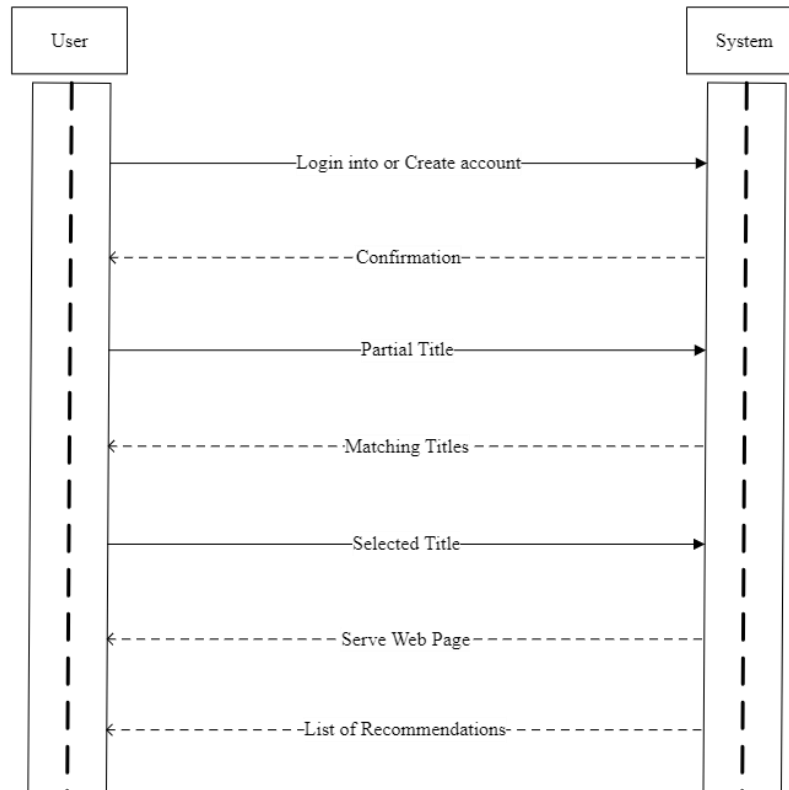 User
System
Login into or Create account
Confirmation
Partial Title
Matching Titles
Selected Title
Serve Web Page
List of Recommendations